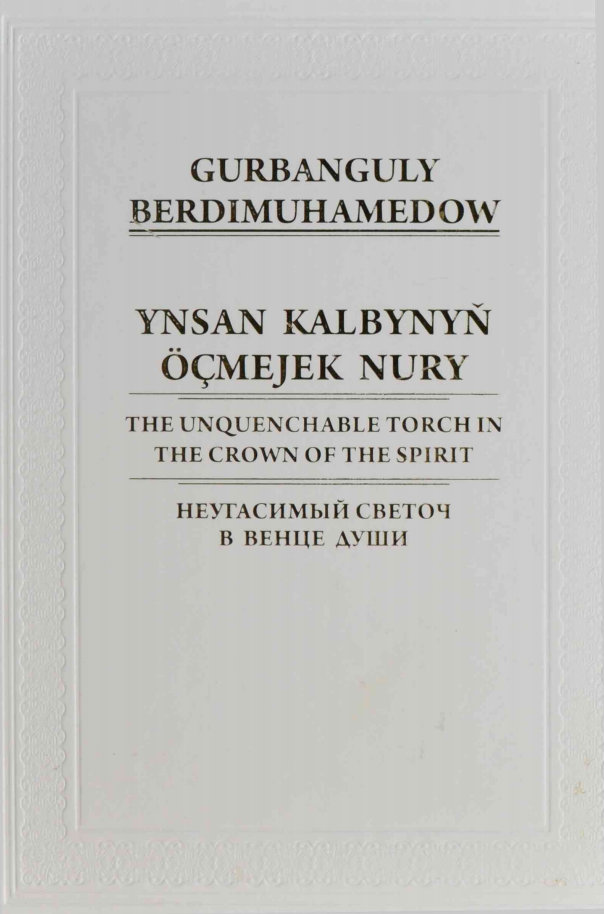 GURBANGULY
BERDIMUHAMEDOW
YNSAN KALBYNYŇ
ÖÇMEJEK NURY
THE UNQUENCHABLE TORCH IN
THE CROWN OF THE SPIRIT
НЕУГАСИМЫЙ СВЕТОЧ
В ВЕНЦЕ ДУШИ